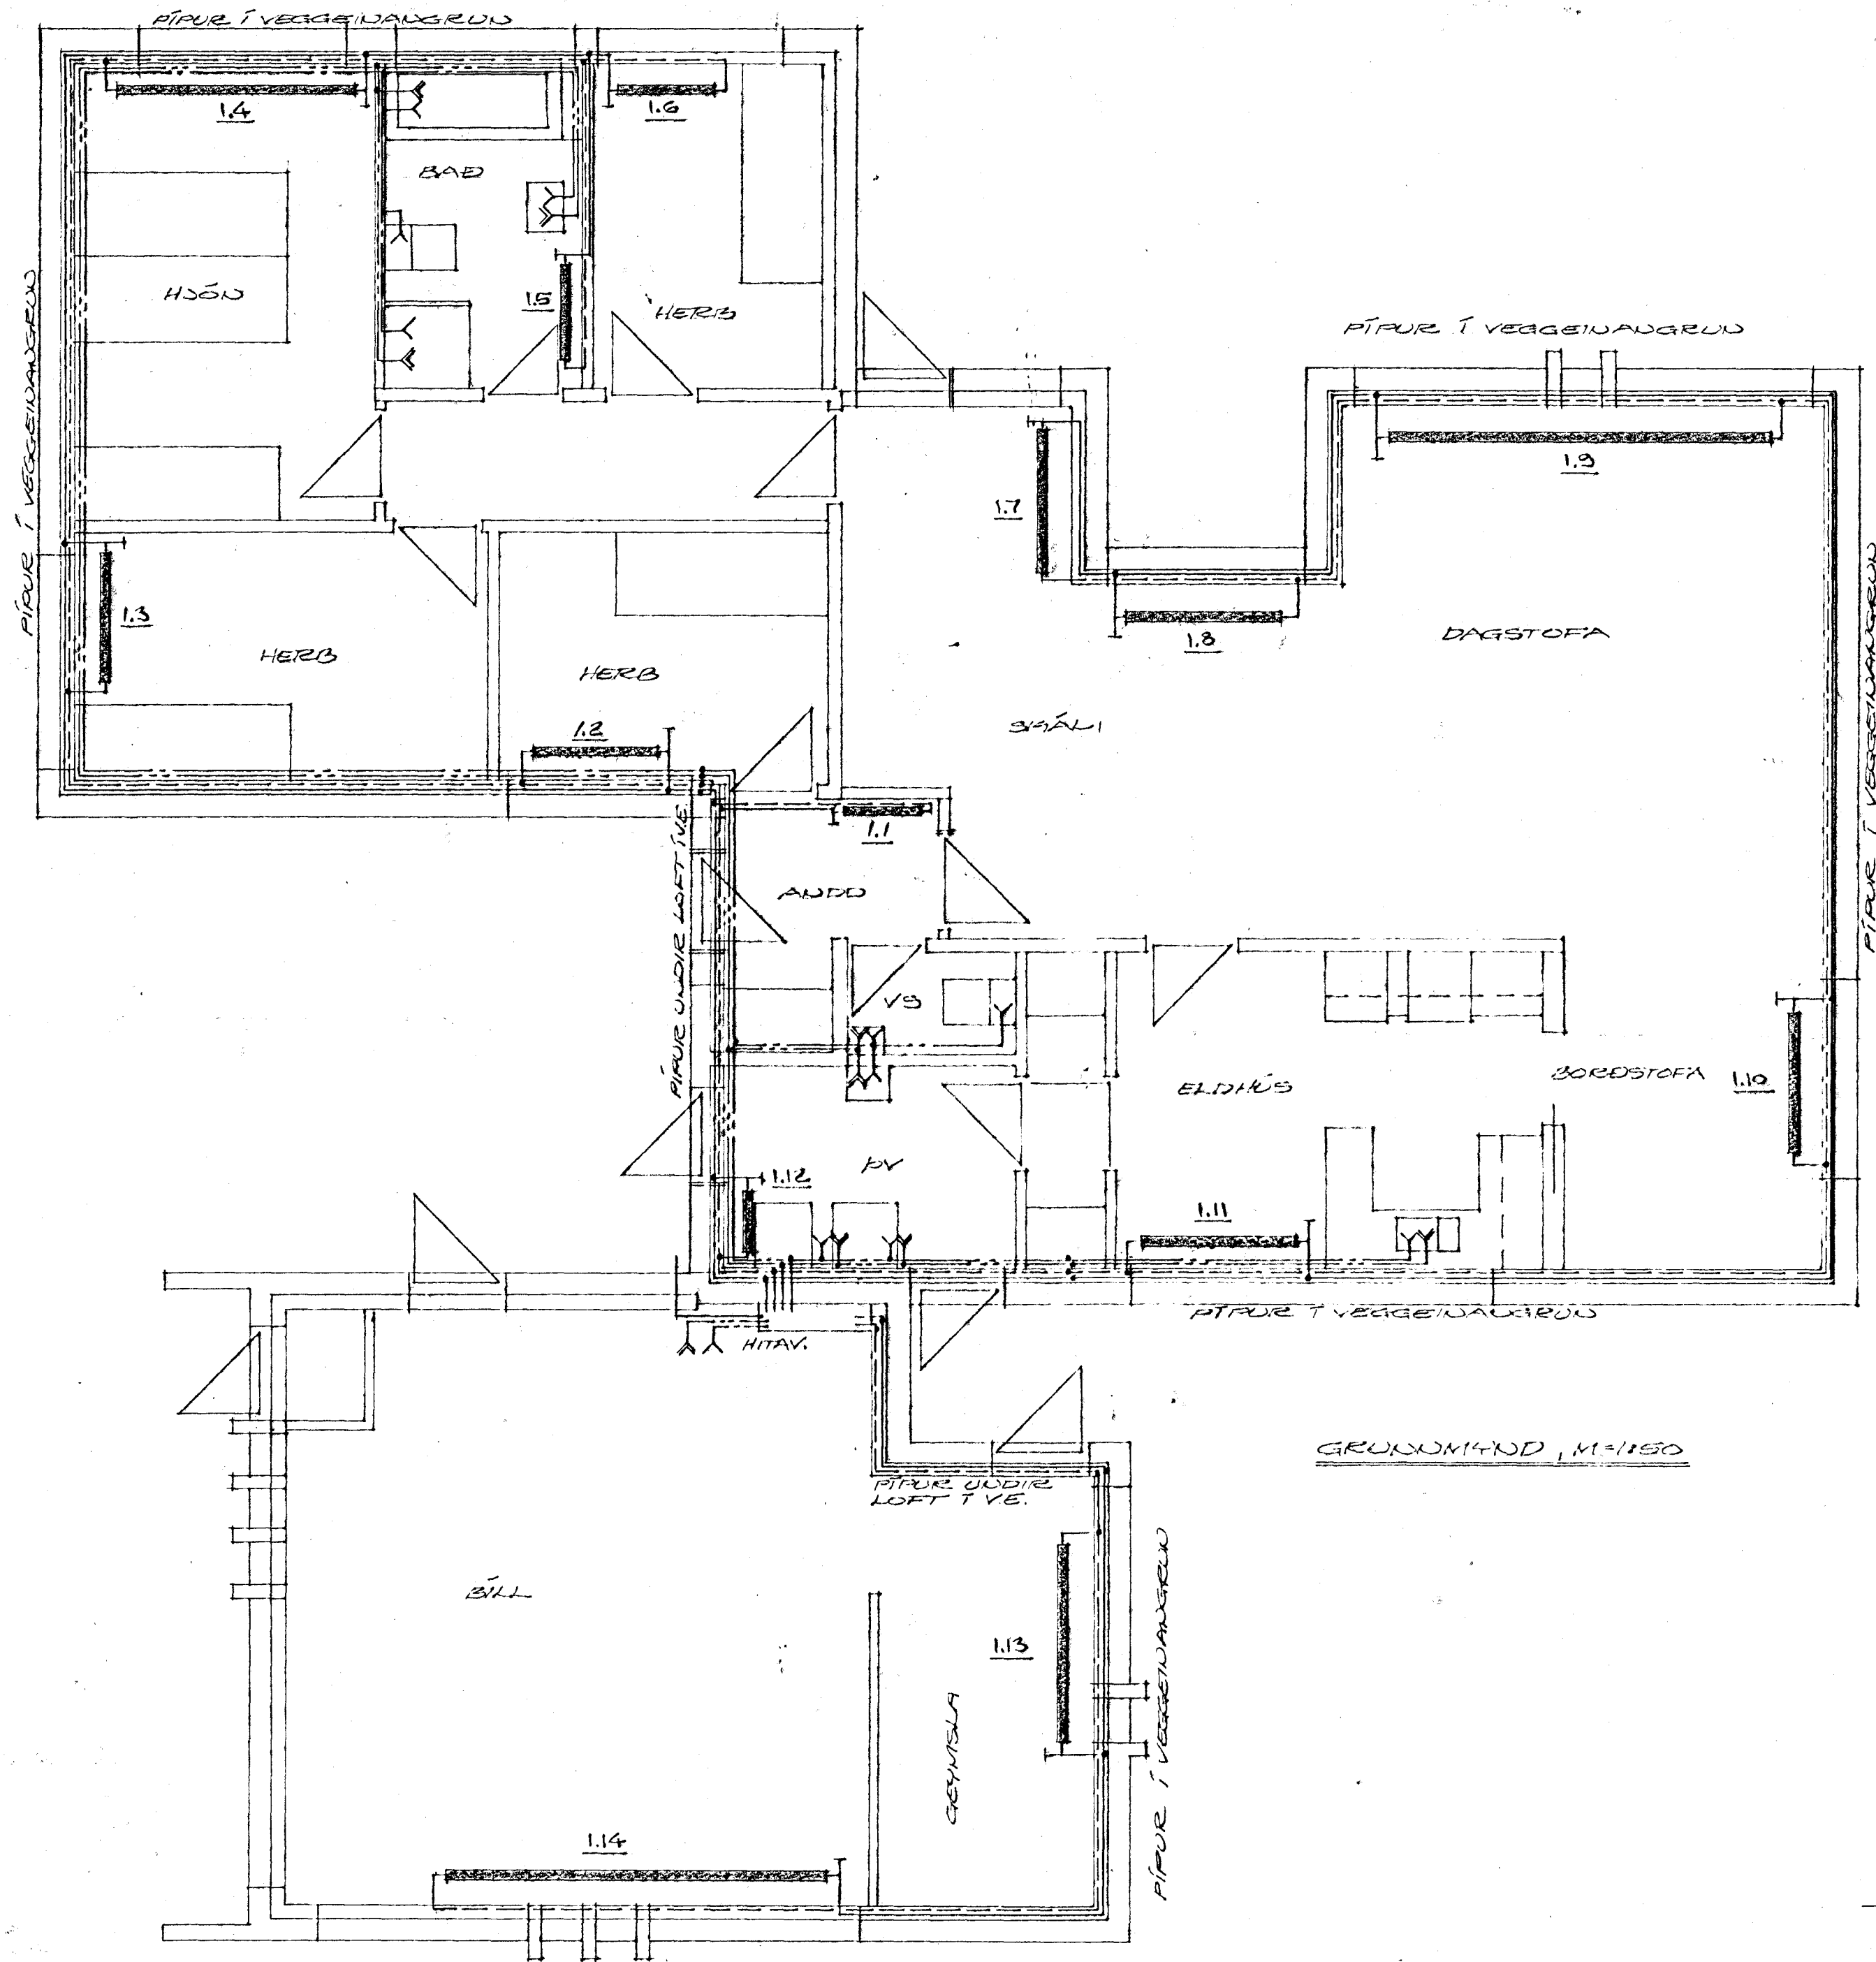 PÍPUR Í VEGGEINANGRUN
1.4
1.6
BAÐ
HJÓN
1.5
HERB
PÍPUR Í VEGGEINANGRUN
PÍPUR Í VEGGEINANGRUN
1.9
1.7
1.3
HERB
HERB
1.8
DAGSTOFA
PÍPUR Í VEGGEINANGRUN
SKÁLI
1.2
1.1
PÍPUR UNDIR LOFT Í V.E.
ANDD
VS
ELDHÚS
BORÐSTOFA
1.10
ÞV
1.12
1.11
PÍPUR Í VEGGEINANGRUN
HITAV.
GRUNNMYND, M=1:50
PÍPUR UNDIR
LOFT Í V.E.
BÍLL
1.13
GEYMSLA
PÍPUR Í VEGGEINANGRUN
1.14